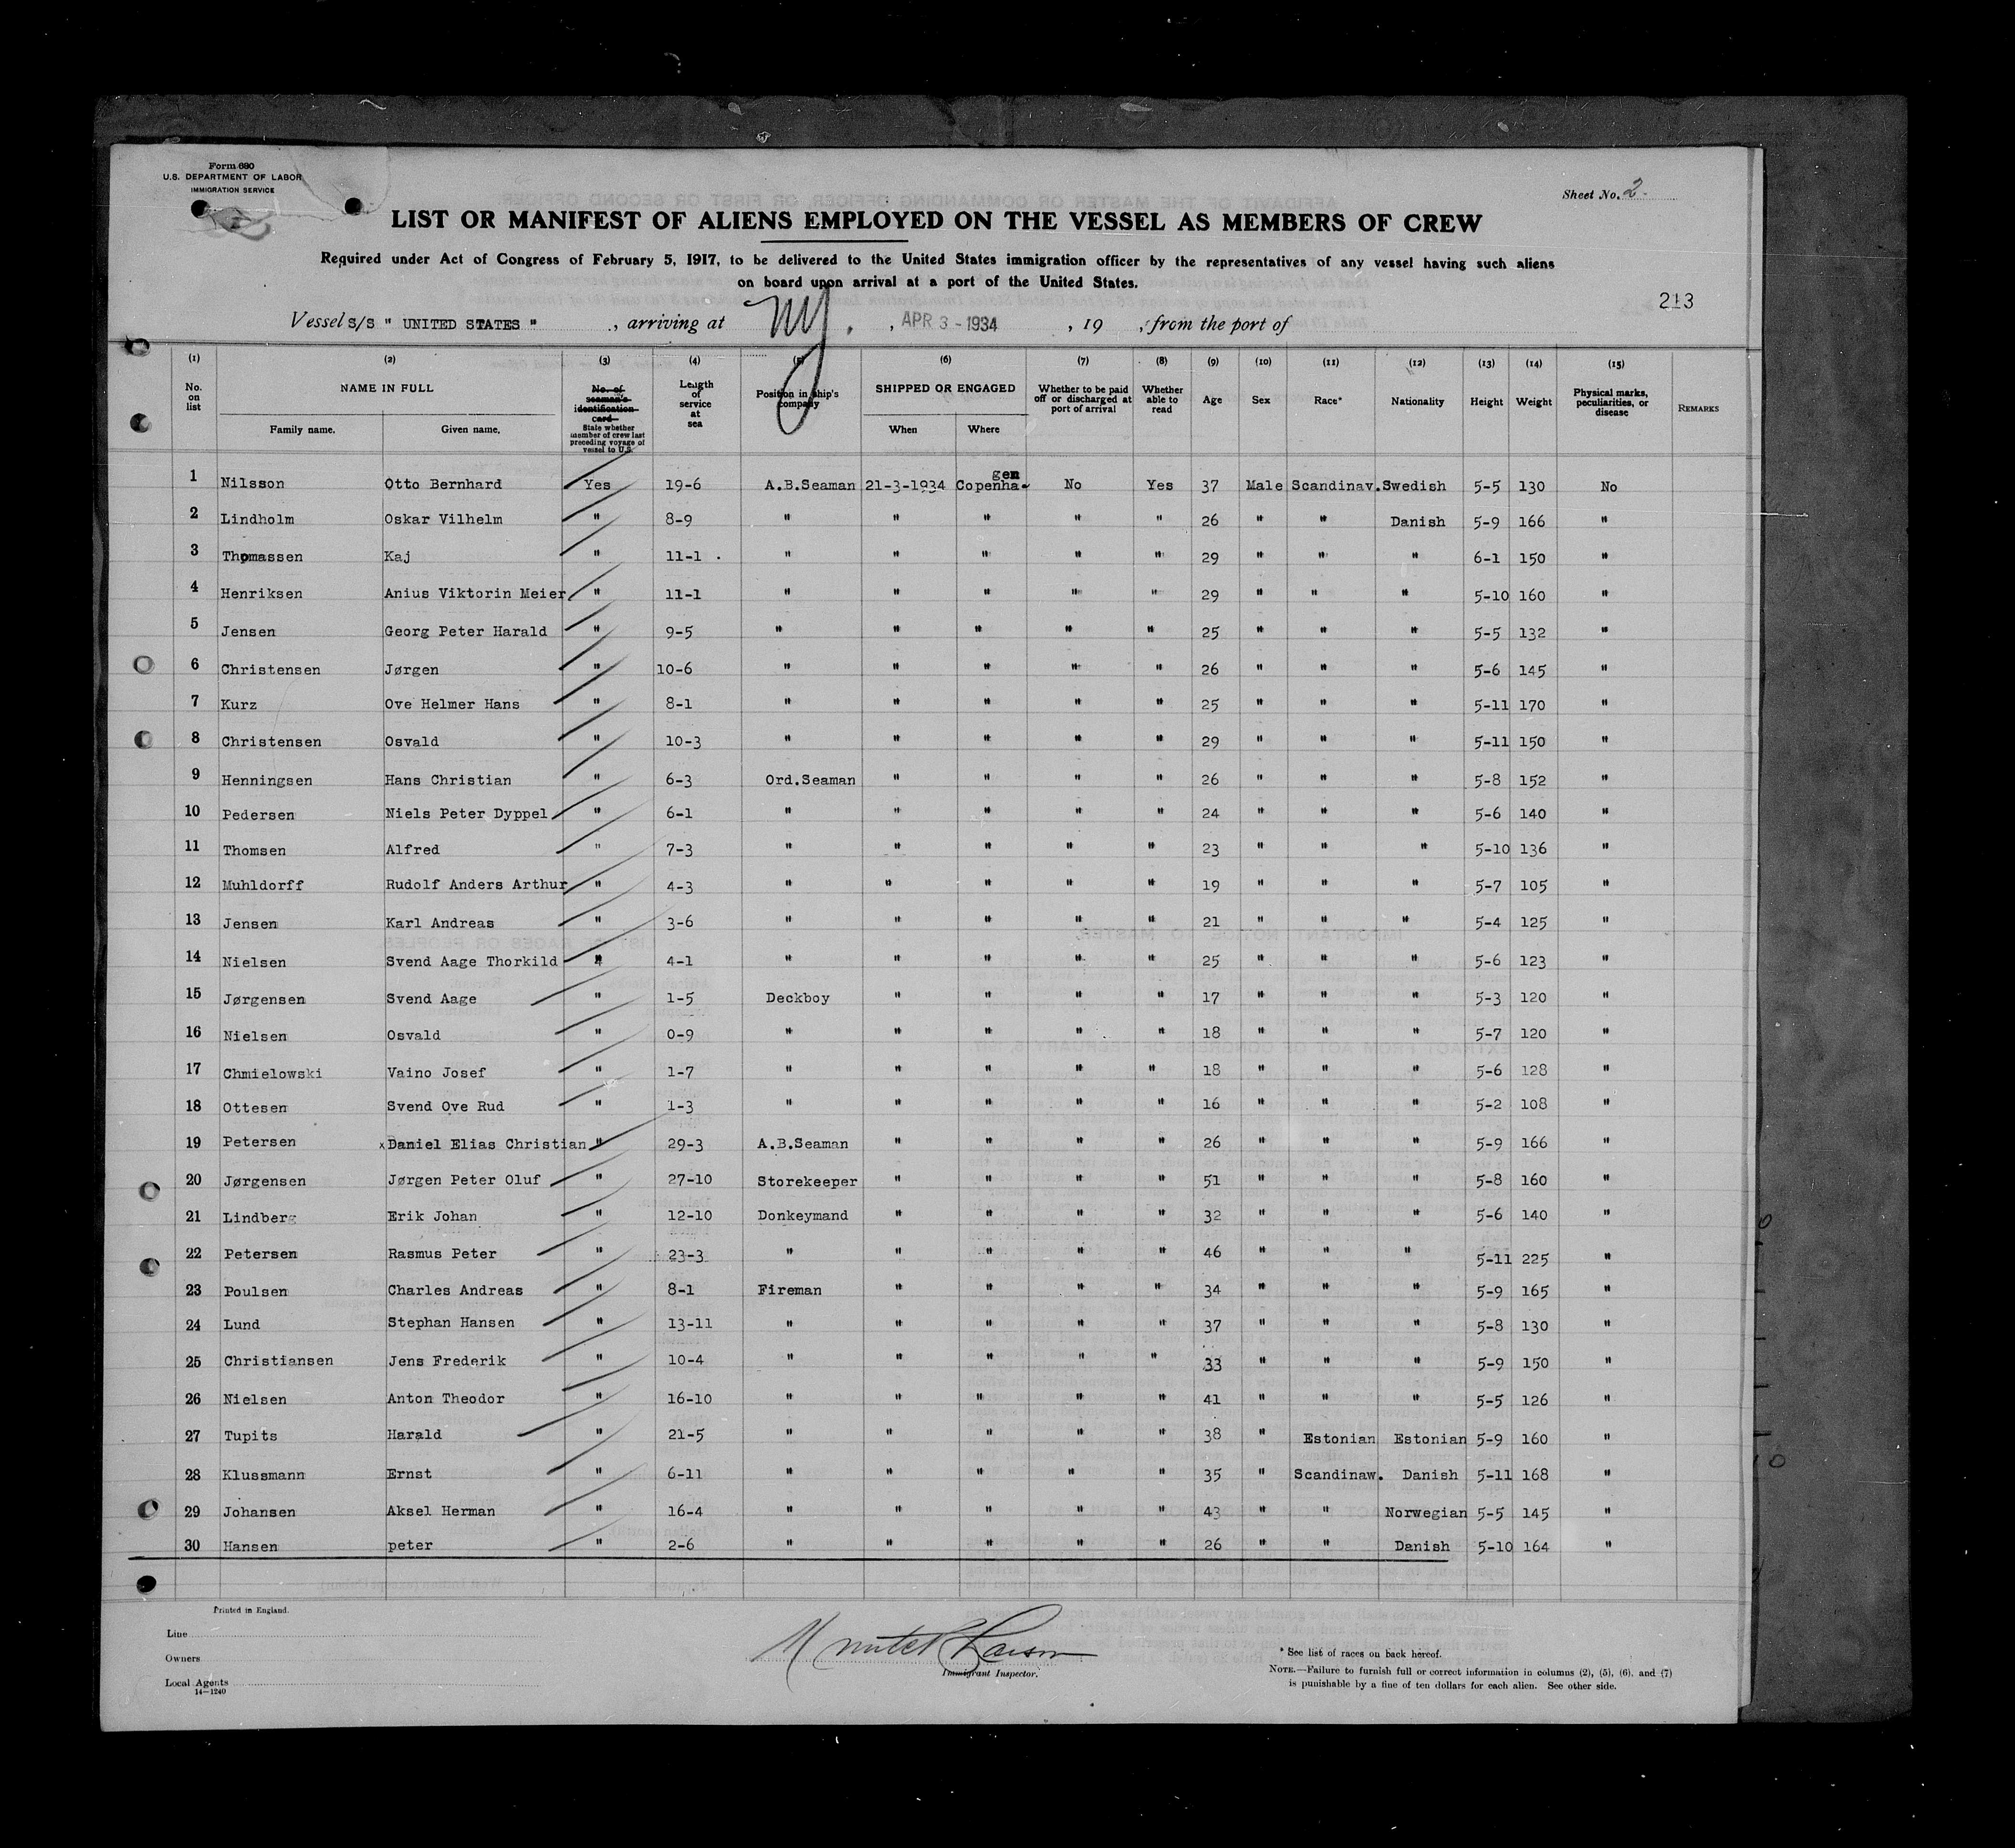 Form 680
U.S. DEPARTMENT OF LABOR
IMMIGRATION SERVICE
Sheet No. 2
LIST OR MANIFEST OF ALIENS EMPLOYED ON THE VESSEL AS MEMBERS OF CREW
Required under Act of Congress of February 5, 1917, to be delivered to the United States immigration officer by the representatives of any vessel having such aliens
on board upon arrival at a port of the United States.
213
Vessel S/S " UNITED STATES " , arriving at NY. , APR 3 - 1934 , 19 , from the port of
(1) (2) (3) (4) (5) (6) (7) (8) (9) (10) (11) (12) (13) (14) (15)
No. on list NAME IN FULL Family name. Given name. No. of seaman's identification card State whether member of crew last preceding voyage of vessel to U.S. Length of service at sea Position in ship's company SHIPPED OR ENGAGED When Where Whether to be paid off or discharged at port of arrival Whether able to read Age Sex Race* Nationality Height Weight Physical marks, peculiarities, or disease REMARKS
1 Nilsson Otto Bernhard Yes 19-6 A.B.Seaman 21-3-1934 Copenhagen No Yes 37 Male Scandinav. Swedish 5-5 130 No
2 Lindholm Oskar Vilhelm " 8-9 " " " " " 26 " " Danish 5-9 166 "
3 Thomassen Kaj " 11-1 . " " " " " 29 " " " 6-1 150 "
4 Henriksen Anius Viktorin Meier " 11-1 " " " " " 29 " " " 5-10 160 "
5 Jensen Georg Peter Harald " 9-5 " " " " " 25 " " " 5-5 132 "
6 Christensen Jørgen " 10-6 " " " " " 26 " " " 5-6 145 "
7 Kurz Ove Helmer Hans " 8-1 " " " " " 25 " " " 5-11 170 "
8 Christensen Osvald " 10-3 " " " " " 29 " " " 5-11 150 "
9 Henningsen Hans Christian " 6-3 Ord.Seaman " " " " 26 " " " 5-8 152 "
10 Pedersen Niels Peter Dyppel " 6-1 " " " " " 24 " " " 5-6 140 "
11 Thomsen Alfred " 7-3 " " " " " 23 " " " 5-10 136 "
12 Muhldorff Rudolf Anders Arthur " 4-3 " " " " " 19 " " " 5-7 105 "
13 Jensen Karl Andreas " 3-6 " " " " " 21 " " " 5-4 125 "
14 Nielsen Svend Aage Thorkild " 4-1 " " " " " 25 " " " 5-6 123 "
15 Jørgensen Svend Aage " 1-5 Deckboy " " " " 17 " " " 5-3 120 "
16 Nielsen Osvald " 0-9 " " " " " 18 " " " 5-7 120 "
17 Chmielowski Vaino Josef " 1-7 " " " " " 18 " " " 5-6 128 "
18 Ottesen Svend Ove Rud " 1-3 " " " " " 16 " " " 5-2 108 "
19 Petersen x Daniel Elias Christian " 29-3 A.B.Seaman " " " " 26 " " " 5-9 166 "
20 Jørgensen Jørgen Peter Oluf " 27-10 Storekeeper " " " " 51 " " " 5-8 160 "
21 Lindberg Erik Johan " 12-10 Donkeymand " " " " 32 " " " 5-6 140 "
22 Petersen Rasmus Peter " 23-3 " " " " " 46 " " " 5-11 225 "
23 Poulsen Charles Andreas " 8-1 Fireman " " " " 34 " " " 5-9 165 "
24 Lund Stephan Hansen " 13-11 " " " " " 37 " " " 5-8 130 "
25 Christiansen Jens Frederik " 10-4 " " " " " 33 " " " 5-9 150 "
26 Nielsen Anton Theodor " 16-10 " " " " " 41 " " " 5-5 126 "
27 Tupits Harald " 21-5 " " " " " 38 " Estonian Estonian 5-9 160 "
28 Klussmann Ernst " 6-11 " " " " " 35 " Scandinaw. Danish 5-11 168 "
29 Johansen Aksel Herman " 16-4 " " " " " 43 " " Norwegian 5-5 145 "
30 Hansen peter " 2-6 " " " " " 26 " " Danish 5-10 164 "
Printed in England.
Line
Owners
Local Agents
14—1240
Immigrant Inspector.
* See list of races on back hereof.
NOTE.—Failure to furnish full or correct information in columns (2), (5), (6), and (7)
is punishable by a fine of ten dollars for each alien. See other side.